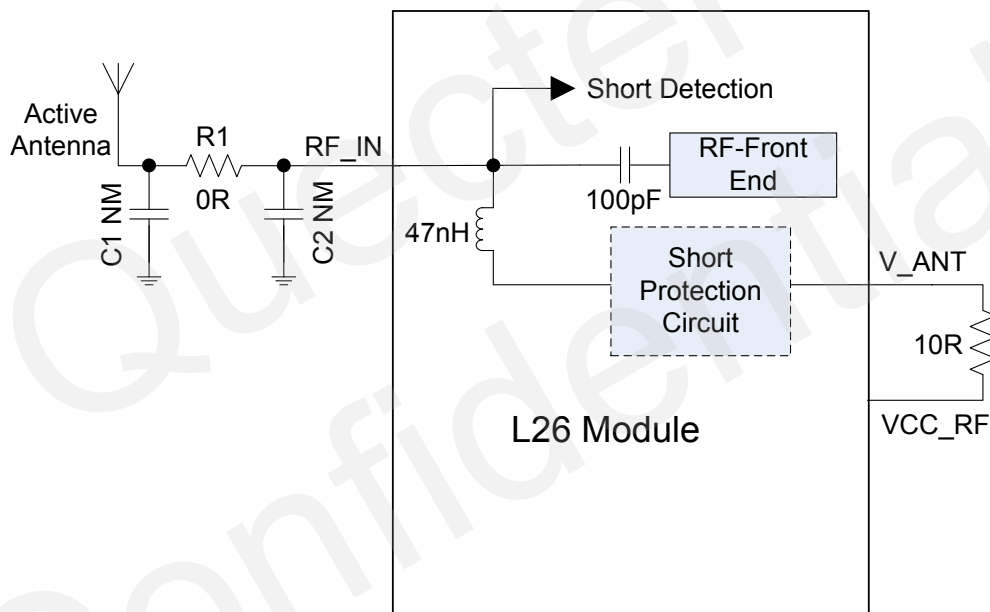 Quectel
Confidential
Short Detection
Active
Antenna
R1
RF_IN
RF-Front
End
0R
100pF
C1 NM
C2 NM
47nH
Short
Protection
Circuit
V_ANT
10R
VCC_RF
L26 Module